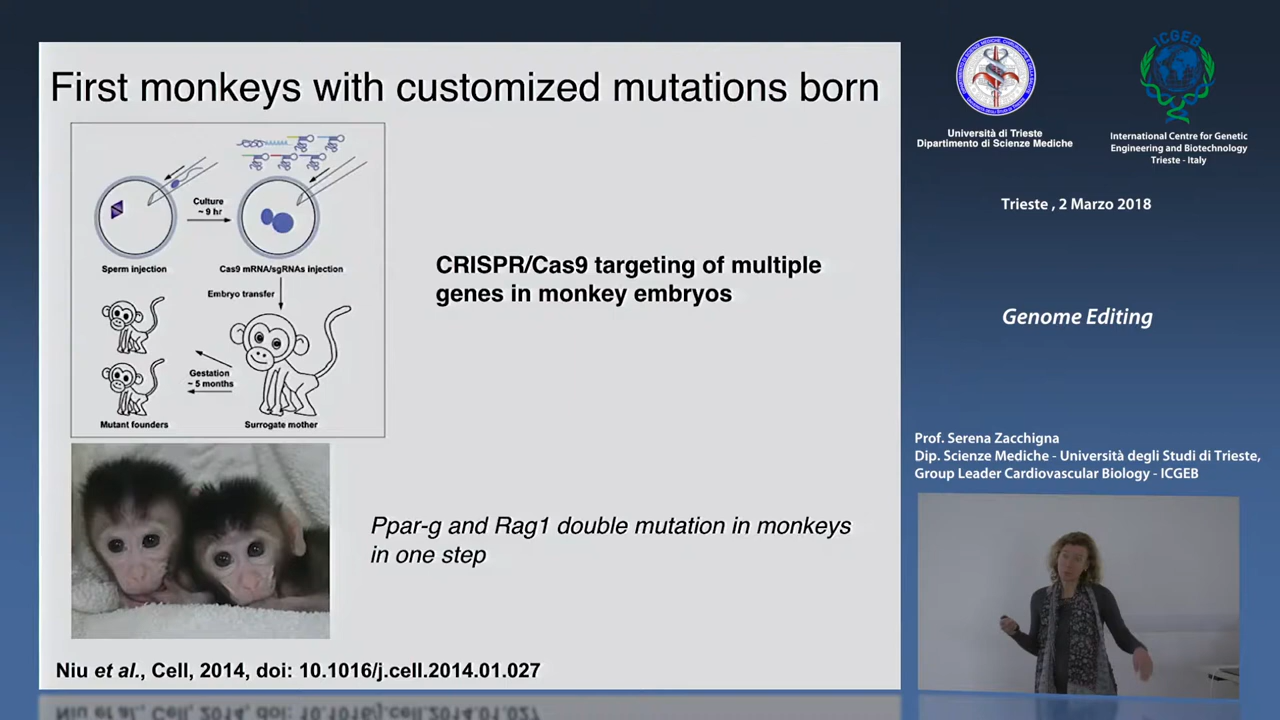 First monkeys with customized mutations born
Culture
~ 9 hr
Sperm injection
Cas9 mRNA/sgRNAs injection
Embryo transfer
Gestation
~ 5 months
Mutant founders
Surrogate mother
CRISPR/Cas9 targeting of multiple
genes in monkey embryos
Ppar-g and Rag1 double mutation in monkeys
in one step
Niu et al., Cell, 2014, doi: 10.1016/j.cell.2014.01.027
ICGEB
Università di Trieste
Dipartimento di Scienze Mediche
International Centre for Genetic
Engineering and Biotechnology
Trieste - Italy
Trieste , 2 Marzo 2018
Genome Editing
Prof. Serena Zacchigna
Dip. Scienze Mediche - Università degli Studi di Trieste,
Group Leader Cardiovascular Biology - ICGEB